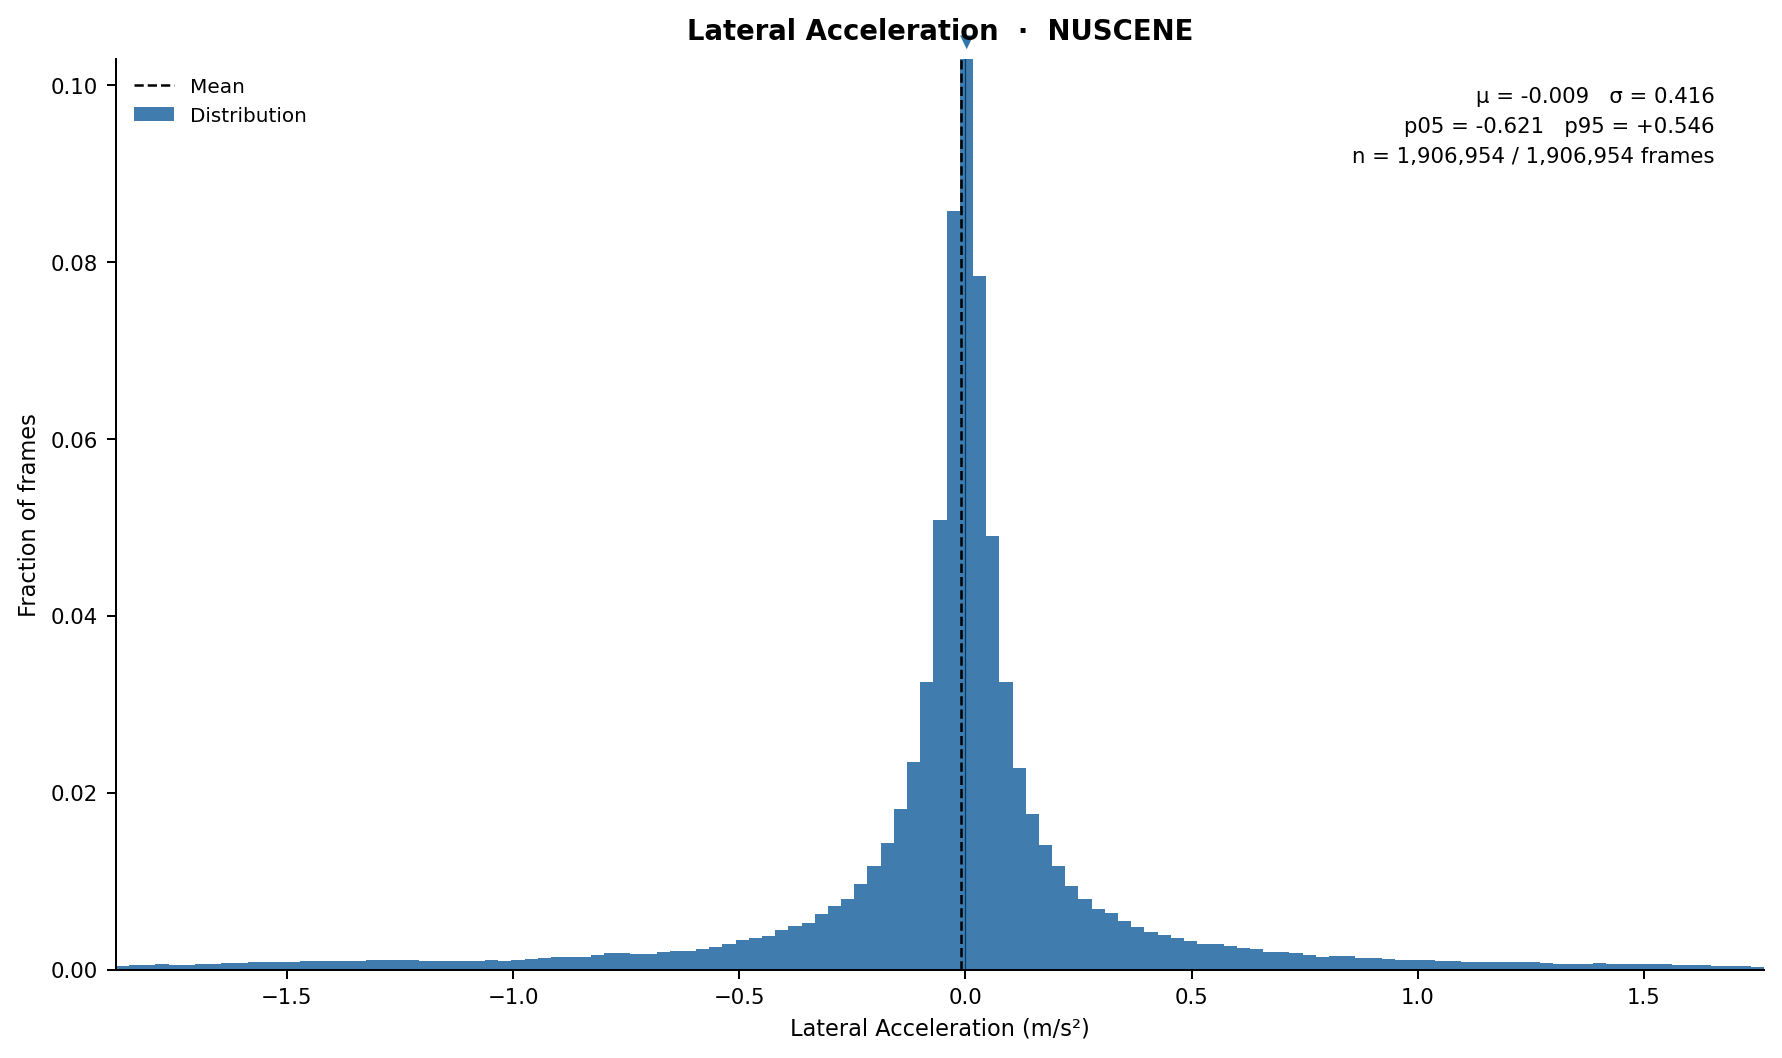 Lateral Acceleration · NUSCENE
Mean
Distribution
μ = -0.009 σ = 0.416
p05 = -0.621 p95 = +0.546
n = 1,906,954 / 1,906,954 frames
Fraction of frames
0.10
0.08
0.06
0.04
0.02
0.00
−1.5 −1.0 −0.5 0.0 0.5 1.0 1.5
Lateral Acceleration (m/s²)